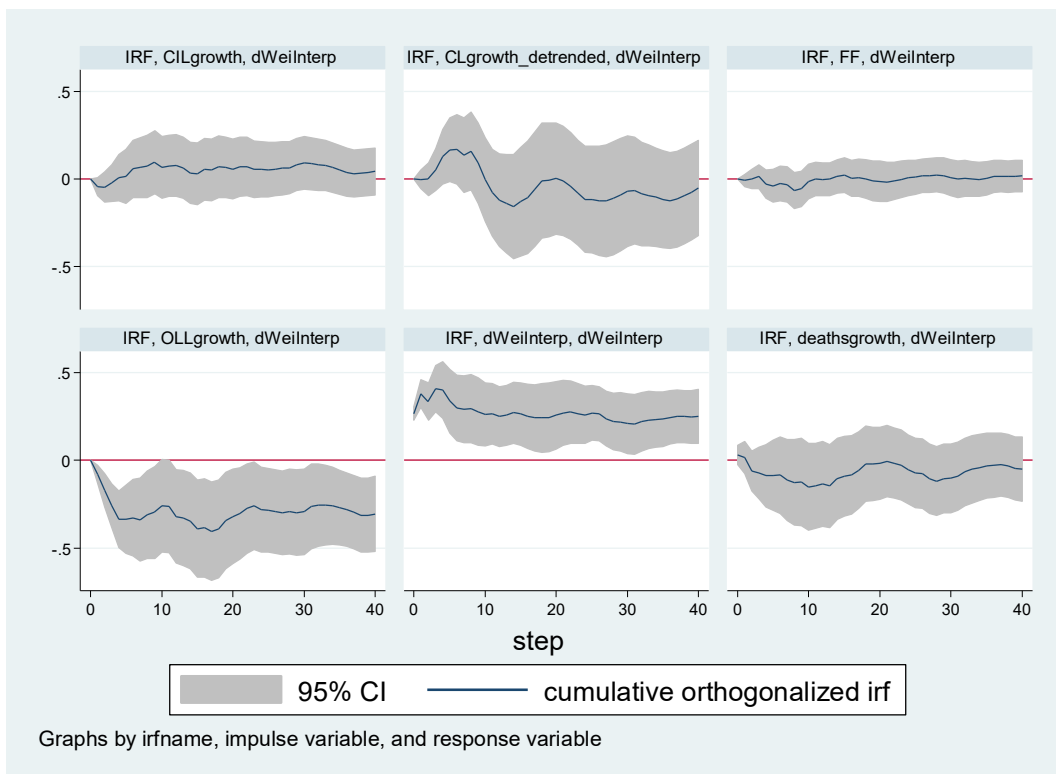 IRF, CILgrowth, dWeiInterp
IRF, CLgrowth_detrended, dWeiInterp
IRF, FF, dWeiInterp
.5
0
-.5
IRF, OLLgrowth, dWeiInterp
IRF, dWeiInterp, dWeiInterp
IRF, deathsgrowth, dWeiInterp
.5
0
-.5
0 10 20 30 40
0 10 20 30 40
0 10 20 30 40
step
95% CI
cumulative orthogonalized irf
Graphs by irfname, impulse variable, and response variable